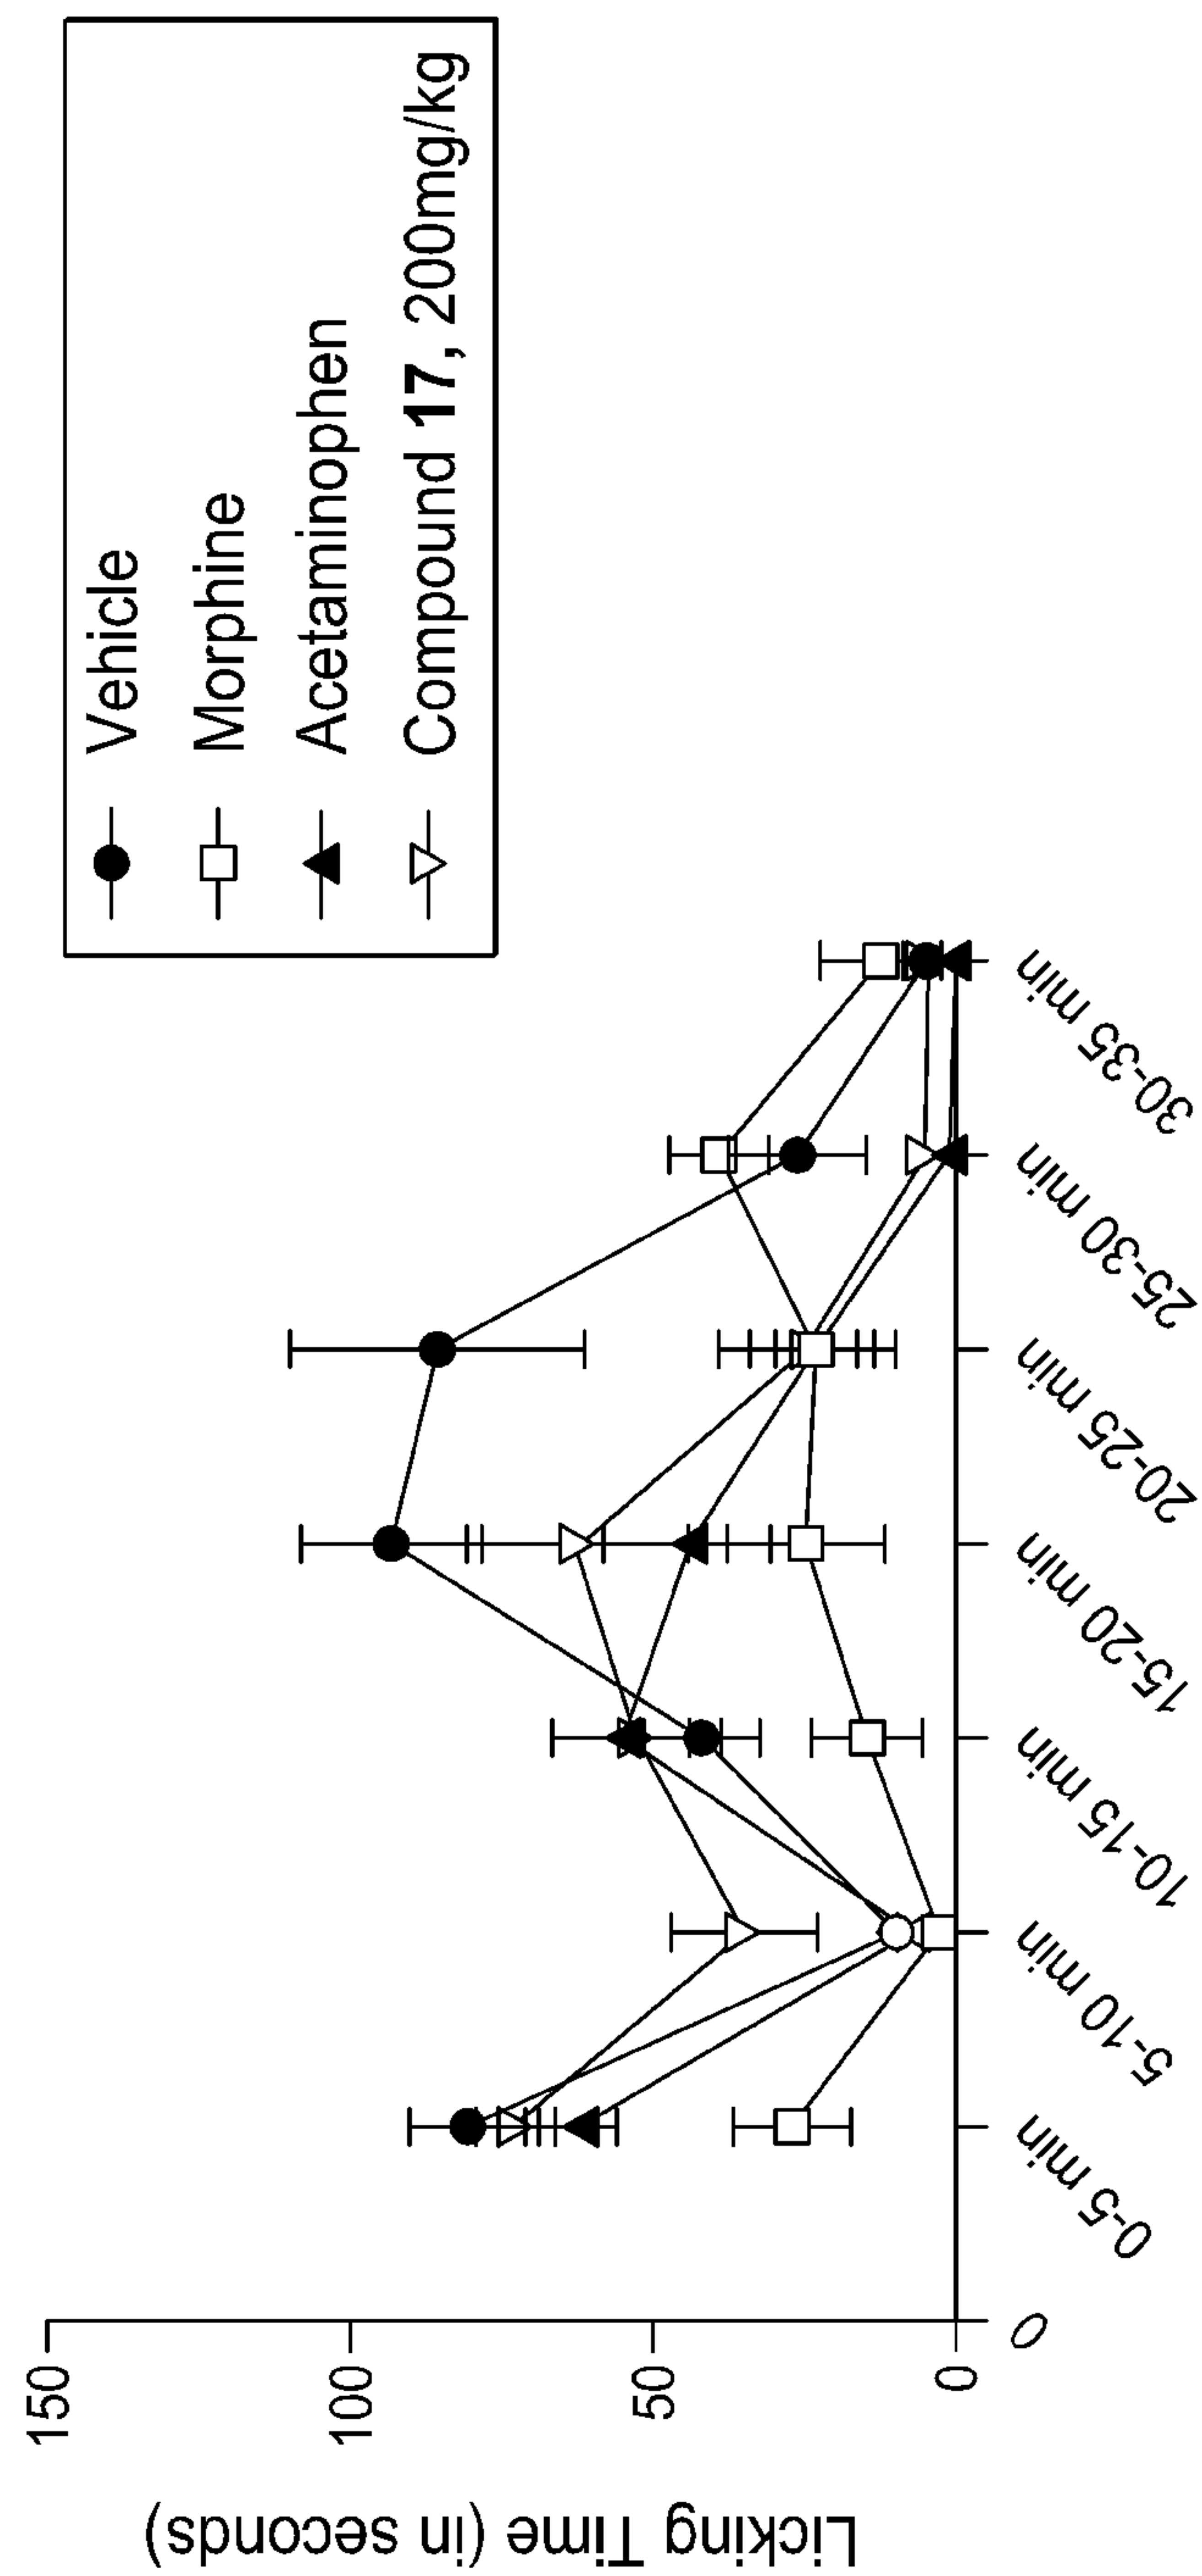 Vehicle
Morphine
Acetaminophen
Compound 17, 200mg/kg
150
100
50
0
Licking Time (in seconds)
0
0-5 min
5-10 min
10-15 min
15-20 min
20-25 min
25-30 min
30-35 min